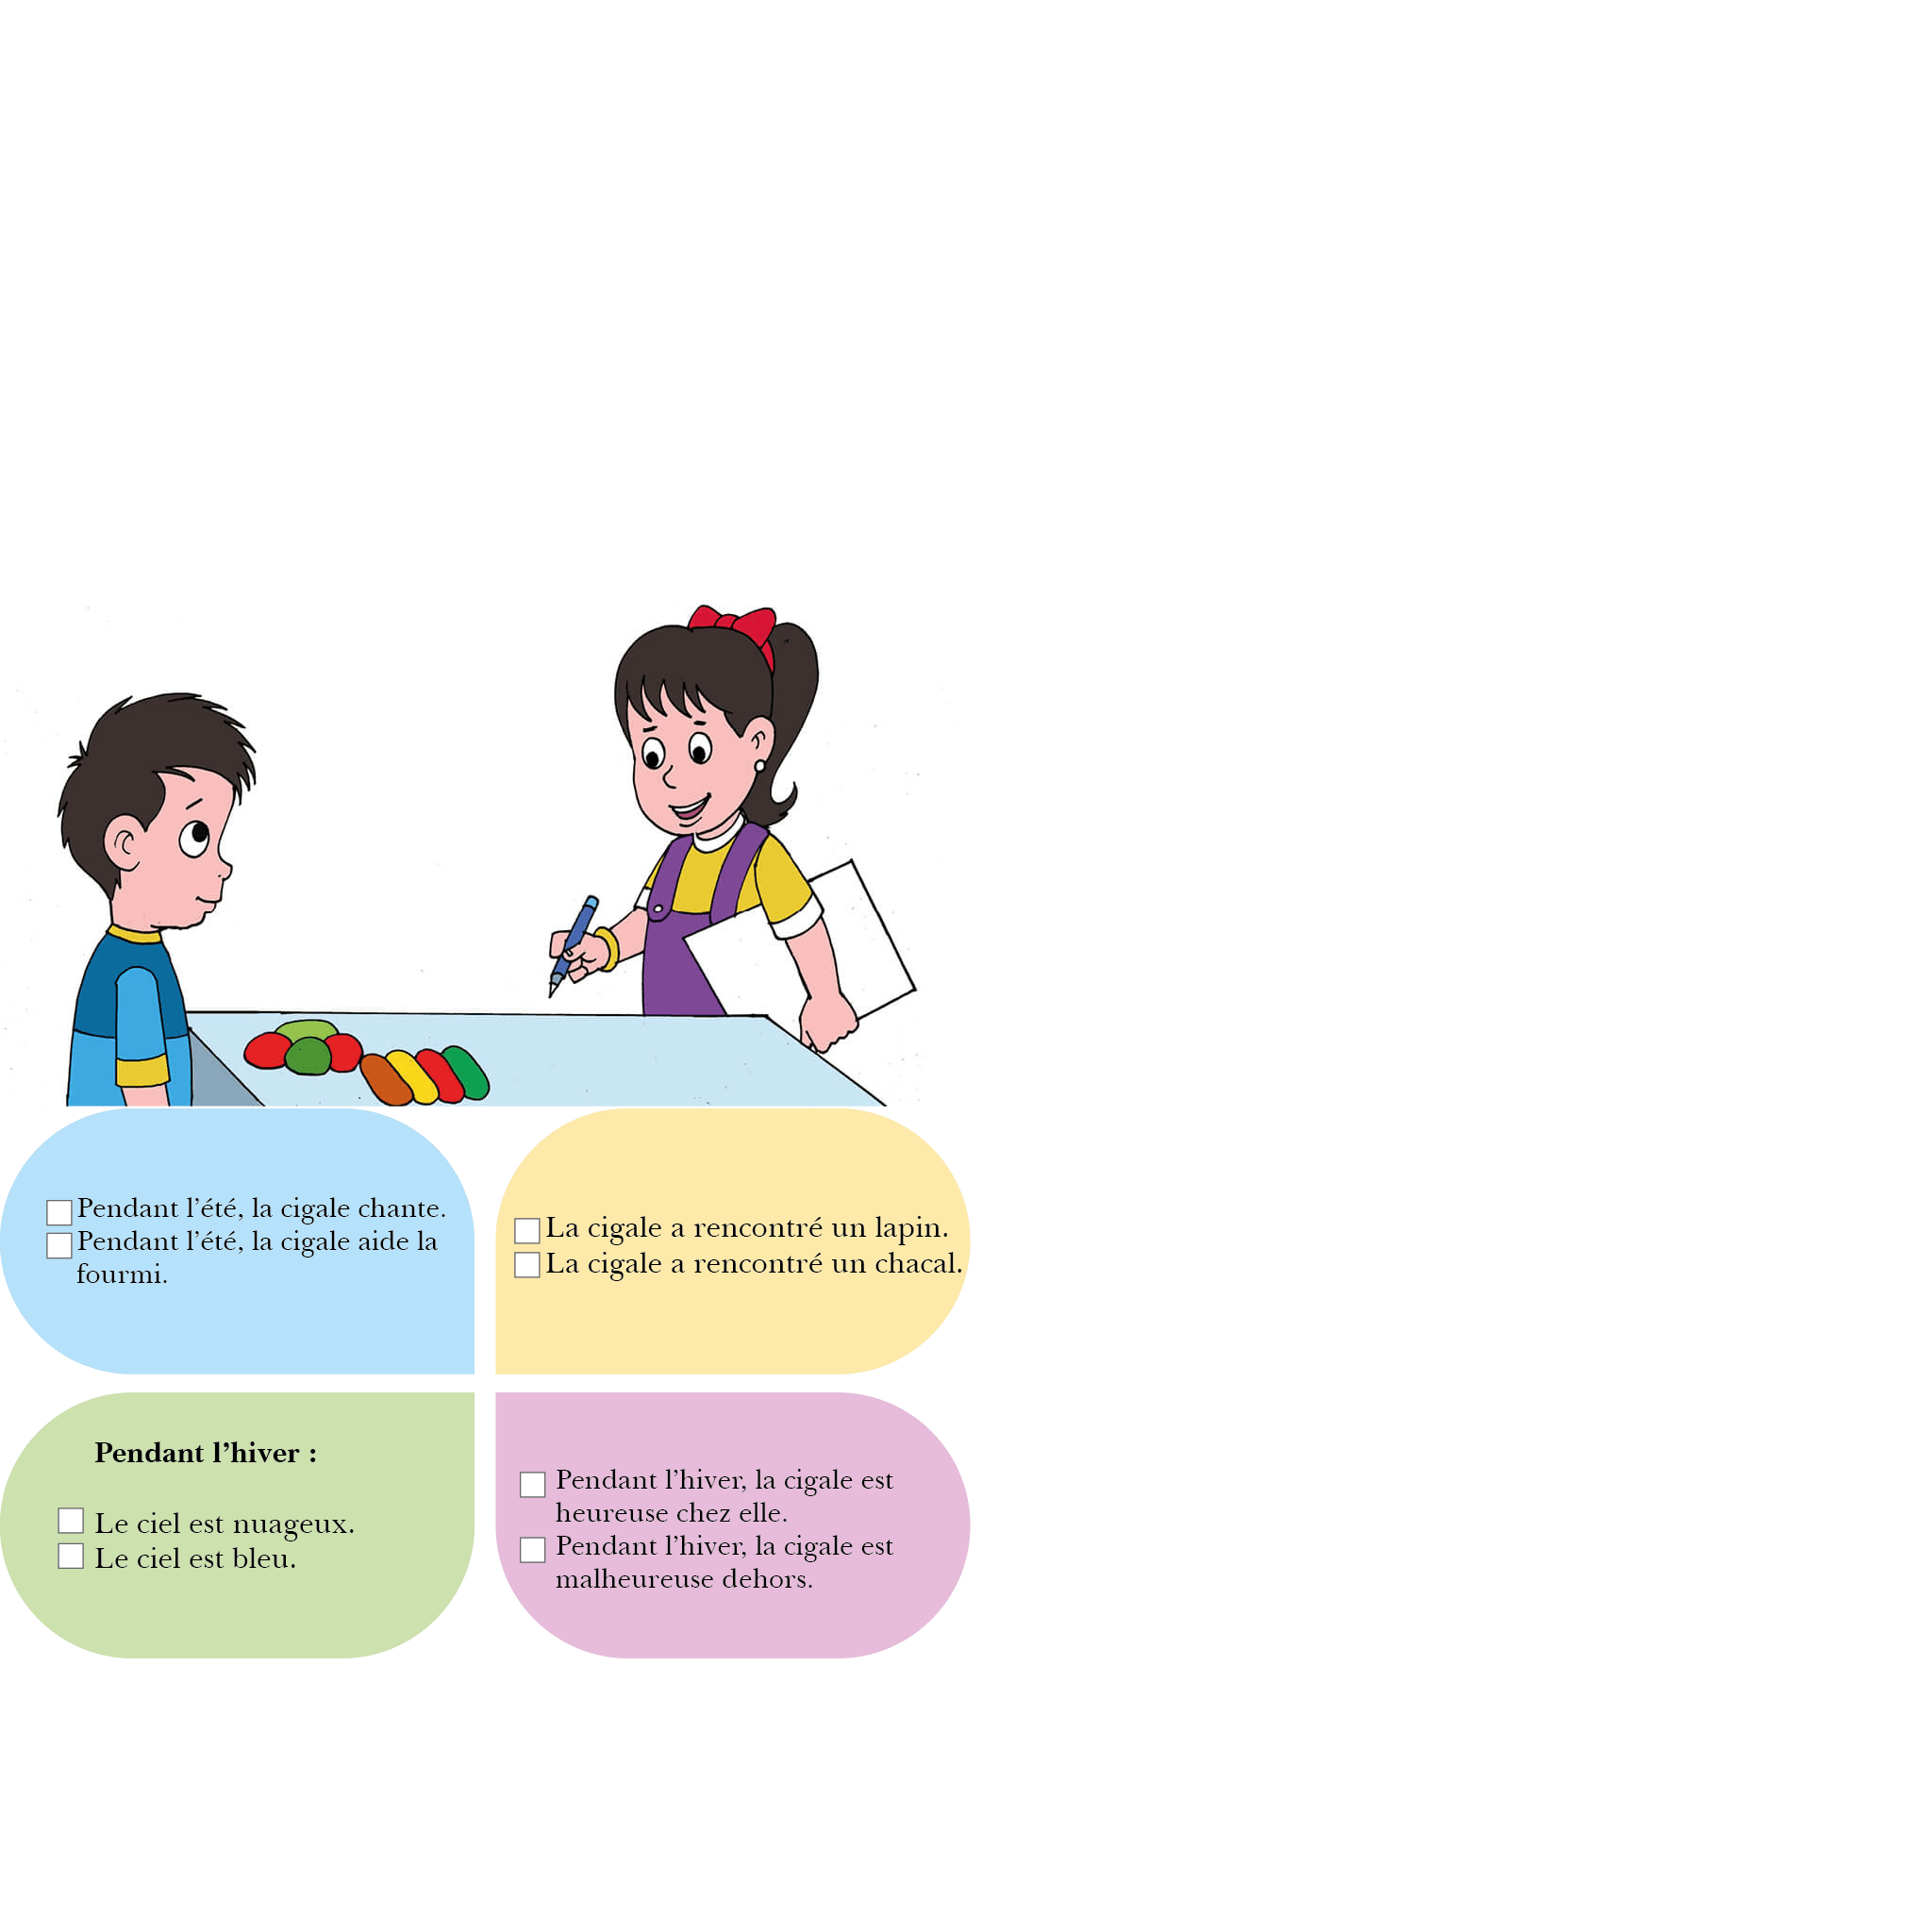 Pendant l’été, la cigale chante.
Pendant l’été, la cigale aide la
fourmi.
La cigale a rencontré un lapin.
La cigale a rencontré un chacal.
Pendant l’hiver :
Le ciel est nuageux.
Le ciel est bleu.
Pendant l’hiver, la cigale est
heureuse chez elle.
Pendant l’hiver, la cigale est
malheureuse dehors.